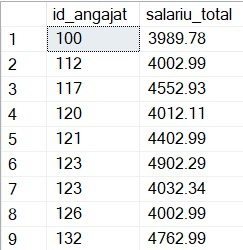 id_angajat salariu_total
1 100 3989.78
2 112 4002.99
3 117 4552.93
4 120 4012.11
5 121 4402.99
6 123 4902.29
7 123 4032.34
8 126 4002.99
9 132 4762.99